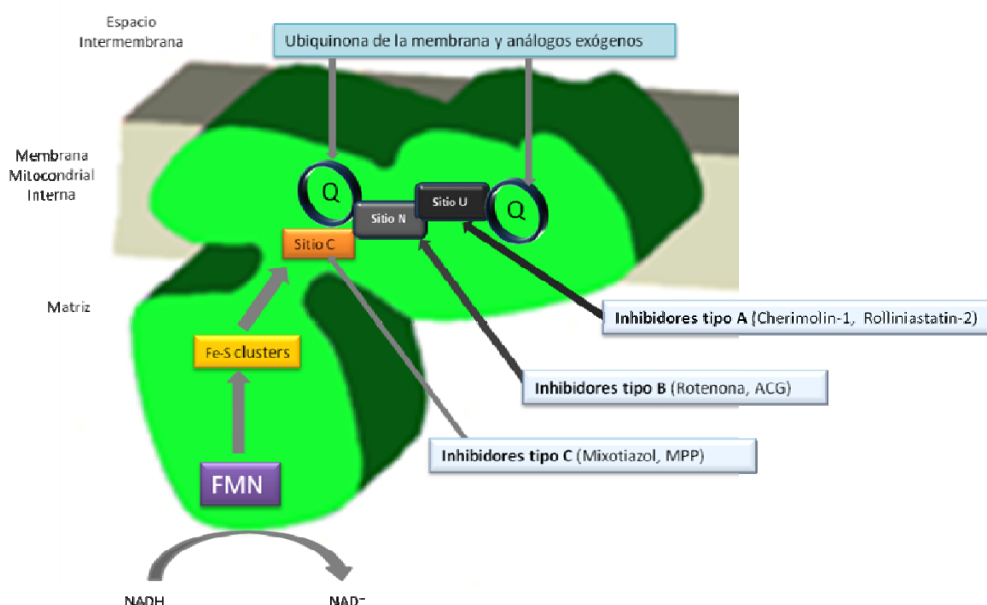 Espacio
Intermembrana
Ubiquinona de la membrana y análogos exógenos
Membrana
Mitocondrial
Interna
Q
Q
Sitio U
Sitio N
Sitio C
Matriz
Inhibidores tipo A (Cherimolin-1, Rolliniastatin-2)
Fe-S clusters
Inhibidores tipo B (Rotenona, ACG)
Inhibidores tipo C (Mixotiazol, MPP)
FMN
NADH
NAD⁻